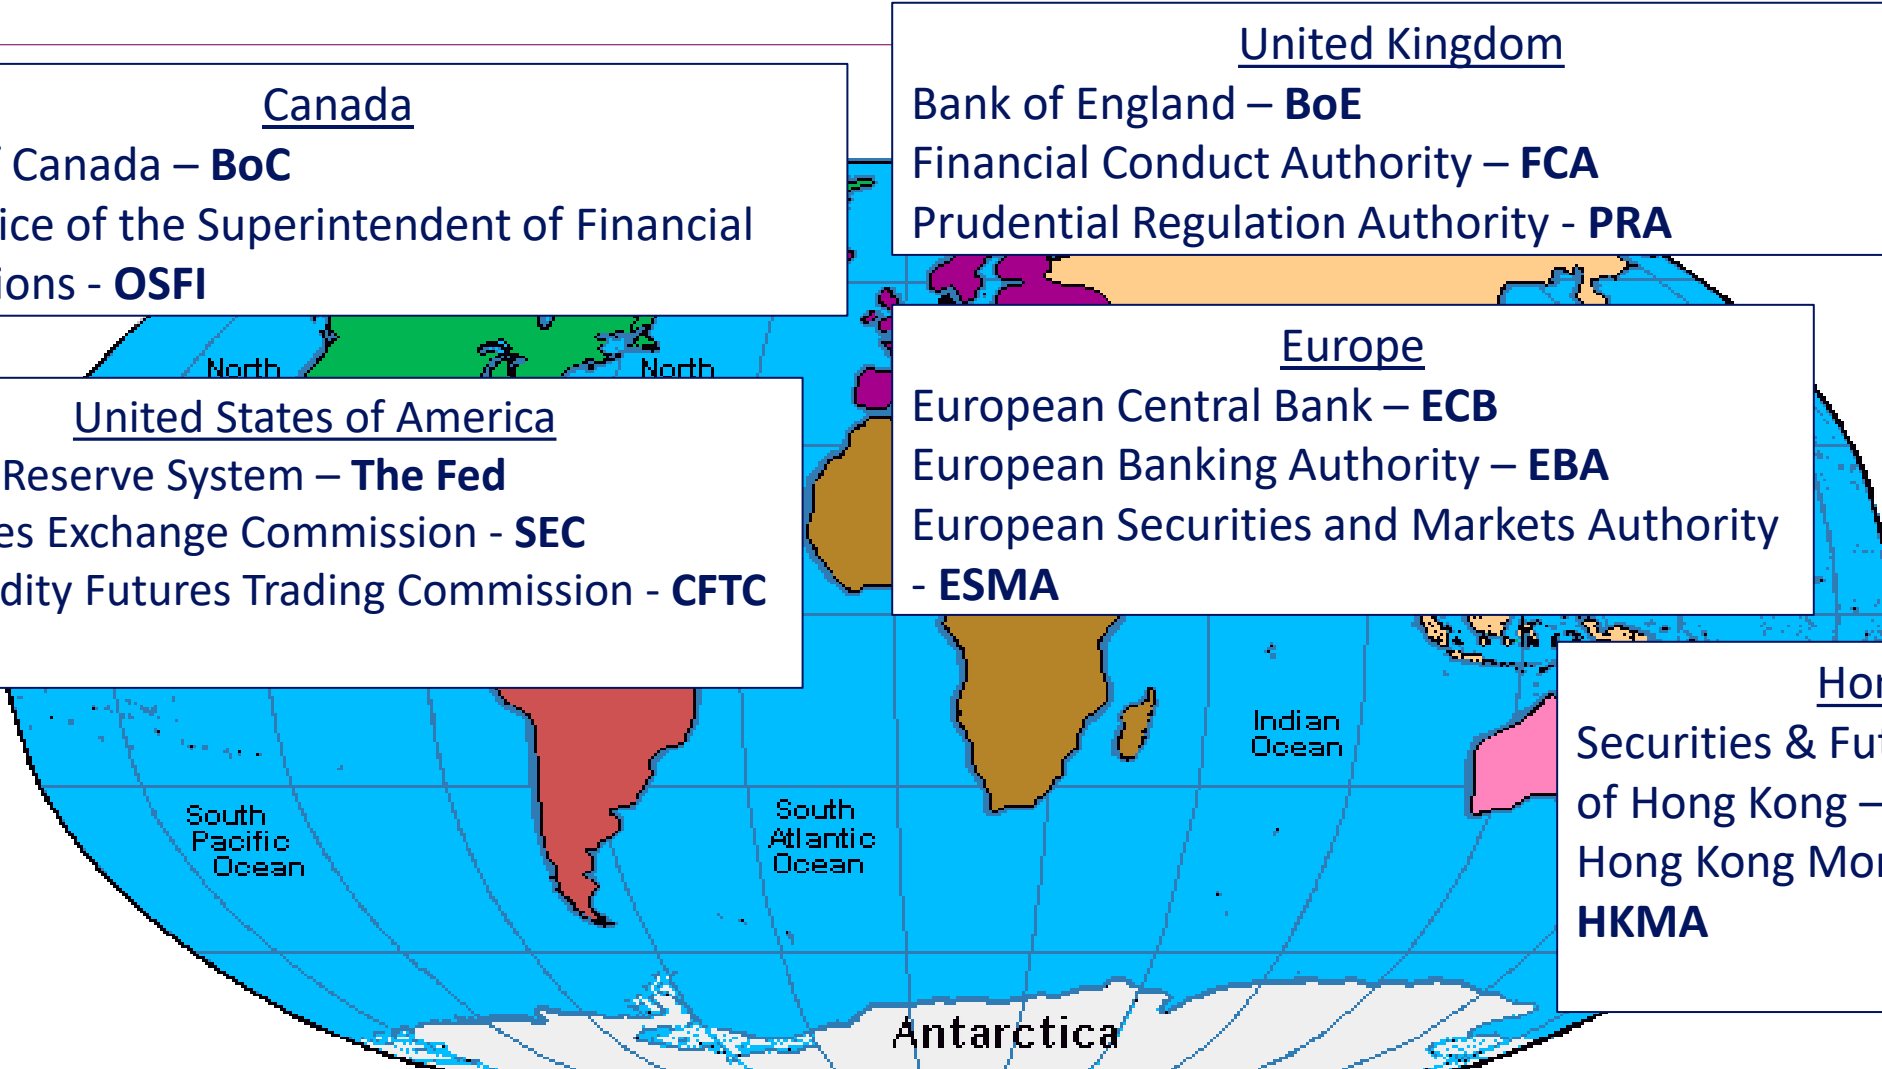 United Kingdom
Bank of England – BoE
Financial Conduct Authority – FCA
Prudential Regulation Authority - PRA
Canada
Canada – BoC
ice of the Superintendent of Financial
ions - OSFI
North
North
Europe
European Central Bank – ECB
European Banking Authority – EBA
European Securities and Markets Authority
- ESMA
United States of America
Reserve System – The Fed
es Exchange Commission - SEC
dity Futures Trading Commission - CFTC
Hon
Securities & Fut
of Hong Kong –
Hong Kong Mon
HKMA
Indian
Ocean
South
Pacific
Ocean
South
Atlantic
Ocean
Antarctica